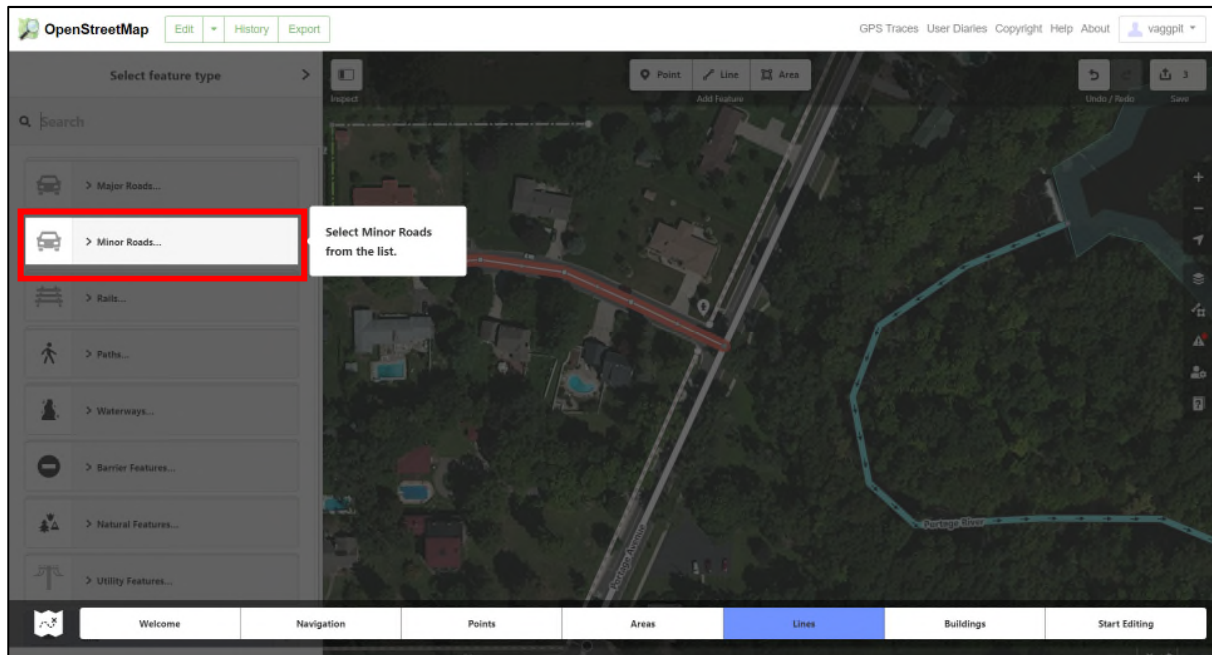 OpenStreetMap
Edit
History
Export
GPS Traces
User Diaries
Copyright
Help
About
vaggpit
Select feature type
Inspect
Point
Line
Area
Add Feature
3
Undo / Redo
Save
Search
Major Roads...
Minor Roads...
Select Minor Roads
from the list.
Rails...
Paths...
Waterways...
Barrier Features...
Natural Features...
Utility Features...
Portage River
Portage Avenue
Welcome
Navigation
Points
Areas
Lines
Buildings
Start Editing